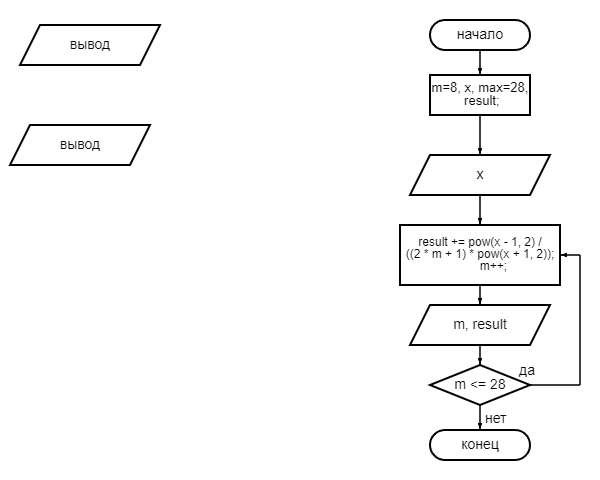 вывод
вывод
начало
m=8, x, max=28,
result;
x
result += pow(x - 1, 2) /
((2 * m + 1) * pow(x + 1, 2));
m++;
m, result
m <= 28
да
нет
конец